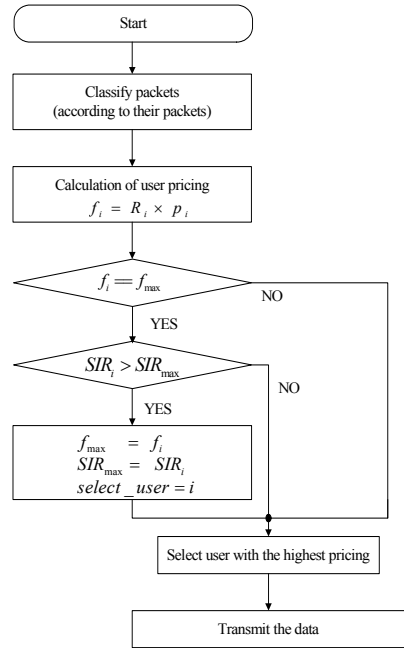 Start
Classify packets
(according to their packets)
Calculation of user pricing
f_i = R_i × p_i
f_i == f_max
NO
YES
SIR_i > SIR_max
NO
YES
f_max = f_i
SIR_max = SIR_i
select_user = i
Select user with the highest pricing
Transmit the data